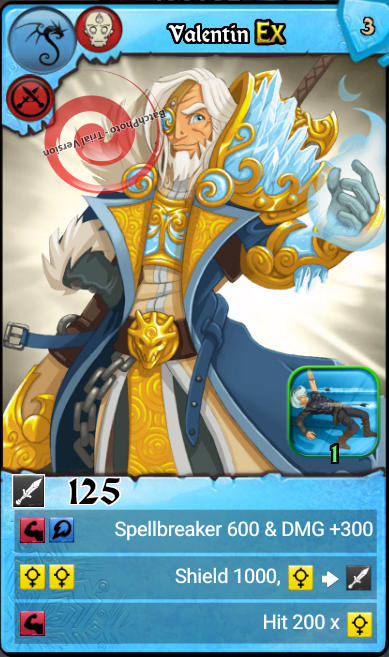 Valentin Ex
3
BatchPhoto - Trial Version
1
125
Spellbreaker 600 & DMG +300
Shield 1000,
Hit 200 x